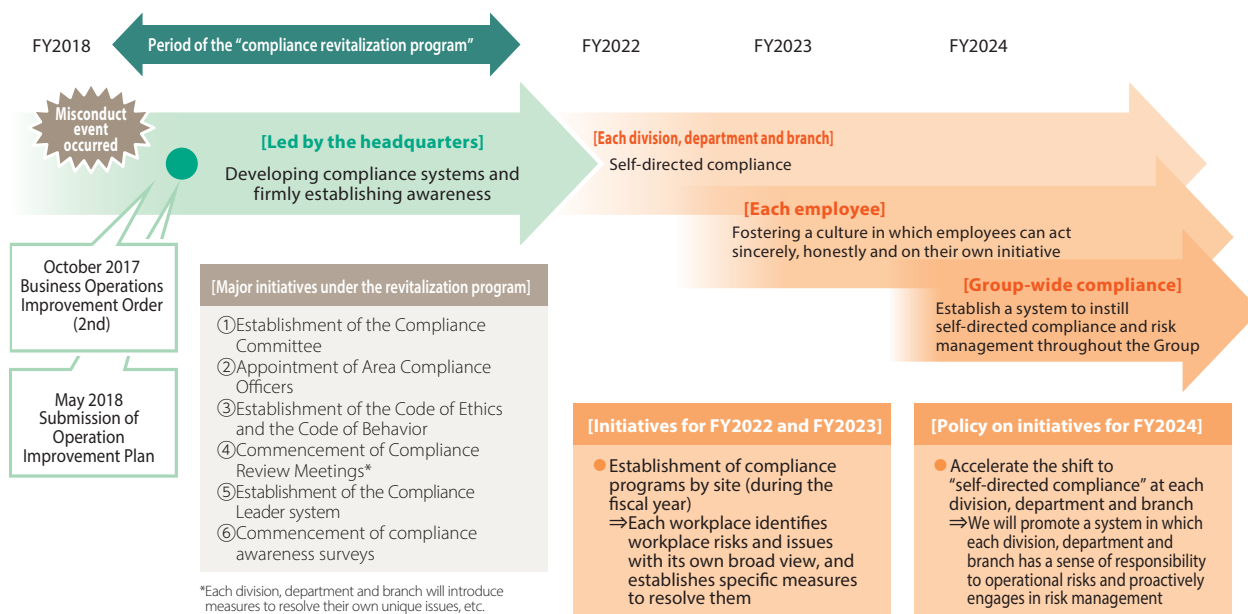 FY2018
Period of the “compliance revitalization program”
FY2022
FY2023
FY2024
Misconduct
event
occurred
[Led by the headquarters]
Developing compliance systems and
firmly establishing awareness
[Each division, department and branch]
Self-directed compliance
[Each employee]
Fostering a culture in which employees can act
sincerely, honestly and on their own initiative
[Group-wide compliance]
Establish a system to instill
self-directed compliance and risk
management throughout the Group
October 2017
Business Operations
Improvement Order
(2nd)
May 2018
Submission of
Operation
Improvement Plan
[Major initiatives under the revitalization program]
①Establishment of the Compliance
Committee
②Appointment of Area Compliance
Officers
③Establishment of the Code of Ethics
and the Code of Behavior
④Commencement of Compliance
Review Meetings*
⑤Establishment of the Compliance
Leader system
⑥Commencement of compliance
awareness surveys
*Each division, department and branch will introduce
measures to resolve their own unique issues, etc.
[Initiatives for FY2022 and FY2023]
● Establishment of compliance
programs by site (during the
fiscal year)
⇒Each workplace identifies
workplace risks and issues
with its own broad view, and
establishes specific measures
to resolve them
[Policy on initiatives for FY2024]
● Accelerate the shift to
“self-directed compliance” at each
division, department and branch
⇒We will promote a system in which
each division, department and
branch has a sense of responsibility
to operational risks and proactively
engages in risk management